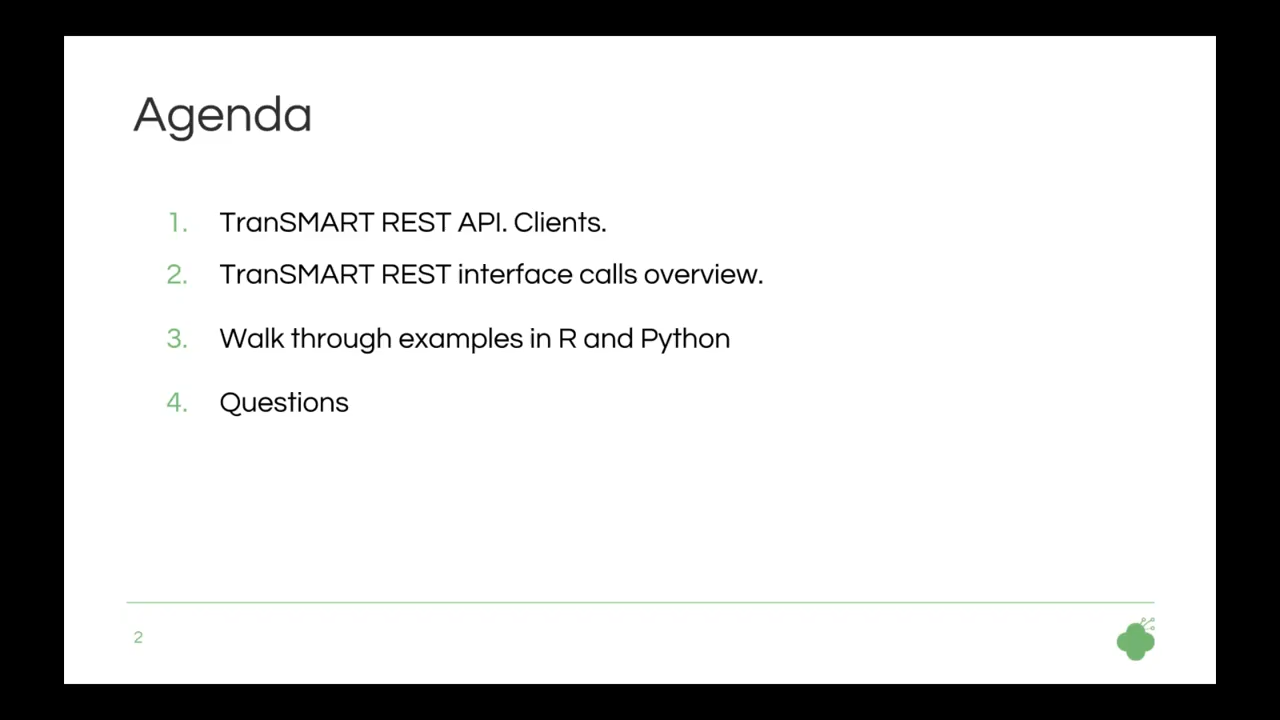 Agenda
1. TranSMART REST API. Clients.
2. TranSMART REST interface calls overview.
3. Walk through examples in R and Python
4. Questions
2